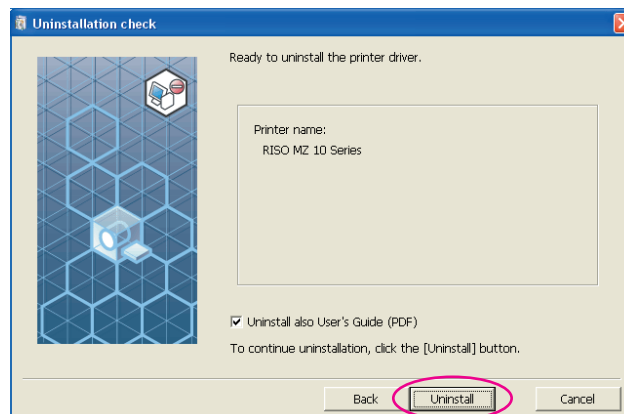 Uninstallation check
Ready to uninstall the printer driver.
Printer name:
RISO MZ 10 Series
Uninstall also User's Guide (PDF)
To continue uninstallation, click the [Uninstall] button.
Back Uninstall Cancel